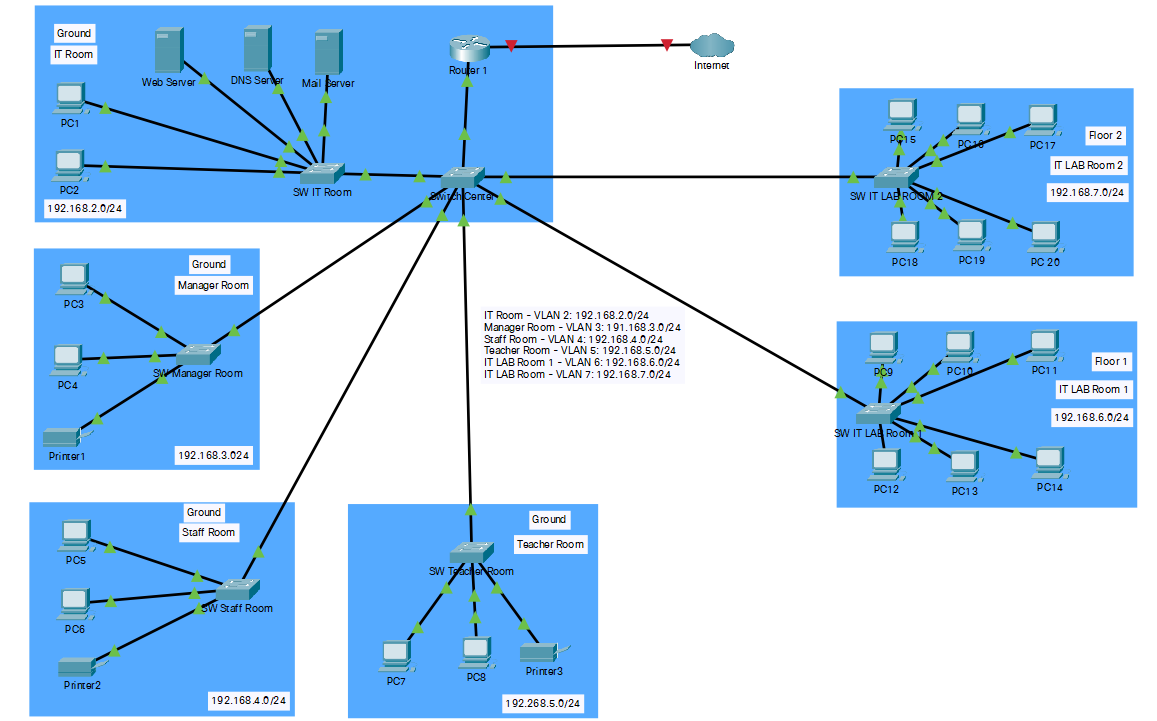 Ground
IT Room
Web Server
DNS Server
Mail Server
PC1
PC2
SW IT Room
192.168.2.0/24
Router 1
Internet
Switch Center
Floor 2
IT LAB Room 2
192.168.7.0/24
PC15
PC16
PC17
SW IT LAB ROOM 2
PC18
PC19
PC 20
Ground
Manager Room
PC3
PC4
SW Manager Room
Printer1
192.168.3.024
IT Room - VLAN 2: 192.168.2.0/24
Manager Room - VLAN 3: 191.168.3.0/24
Staff Room - VLAN 4: 192.168.4.0/24
Teacher Room - VLAN 5: 192.168.5.0/24
IT LAB Room 1 - VLAN 6: 192.168.6.0/24
IT LAB Room - VLAN 7: 192.168.7.0/24
Floor 1
IT LAB Room 1
192.168.6.0/24
PC9
PC10
PC11
SW IT LAB Room 1
PC12
PC13
PC14
Ground
Staff Room
PC5
PC6
SW Staff Room
Printer2
192.168.4.0/24
Ground
Teacher Room
SW Teacher Room
PC7
PC8
Printer3
192.268.5.0/24